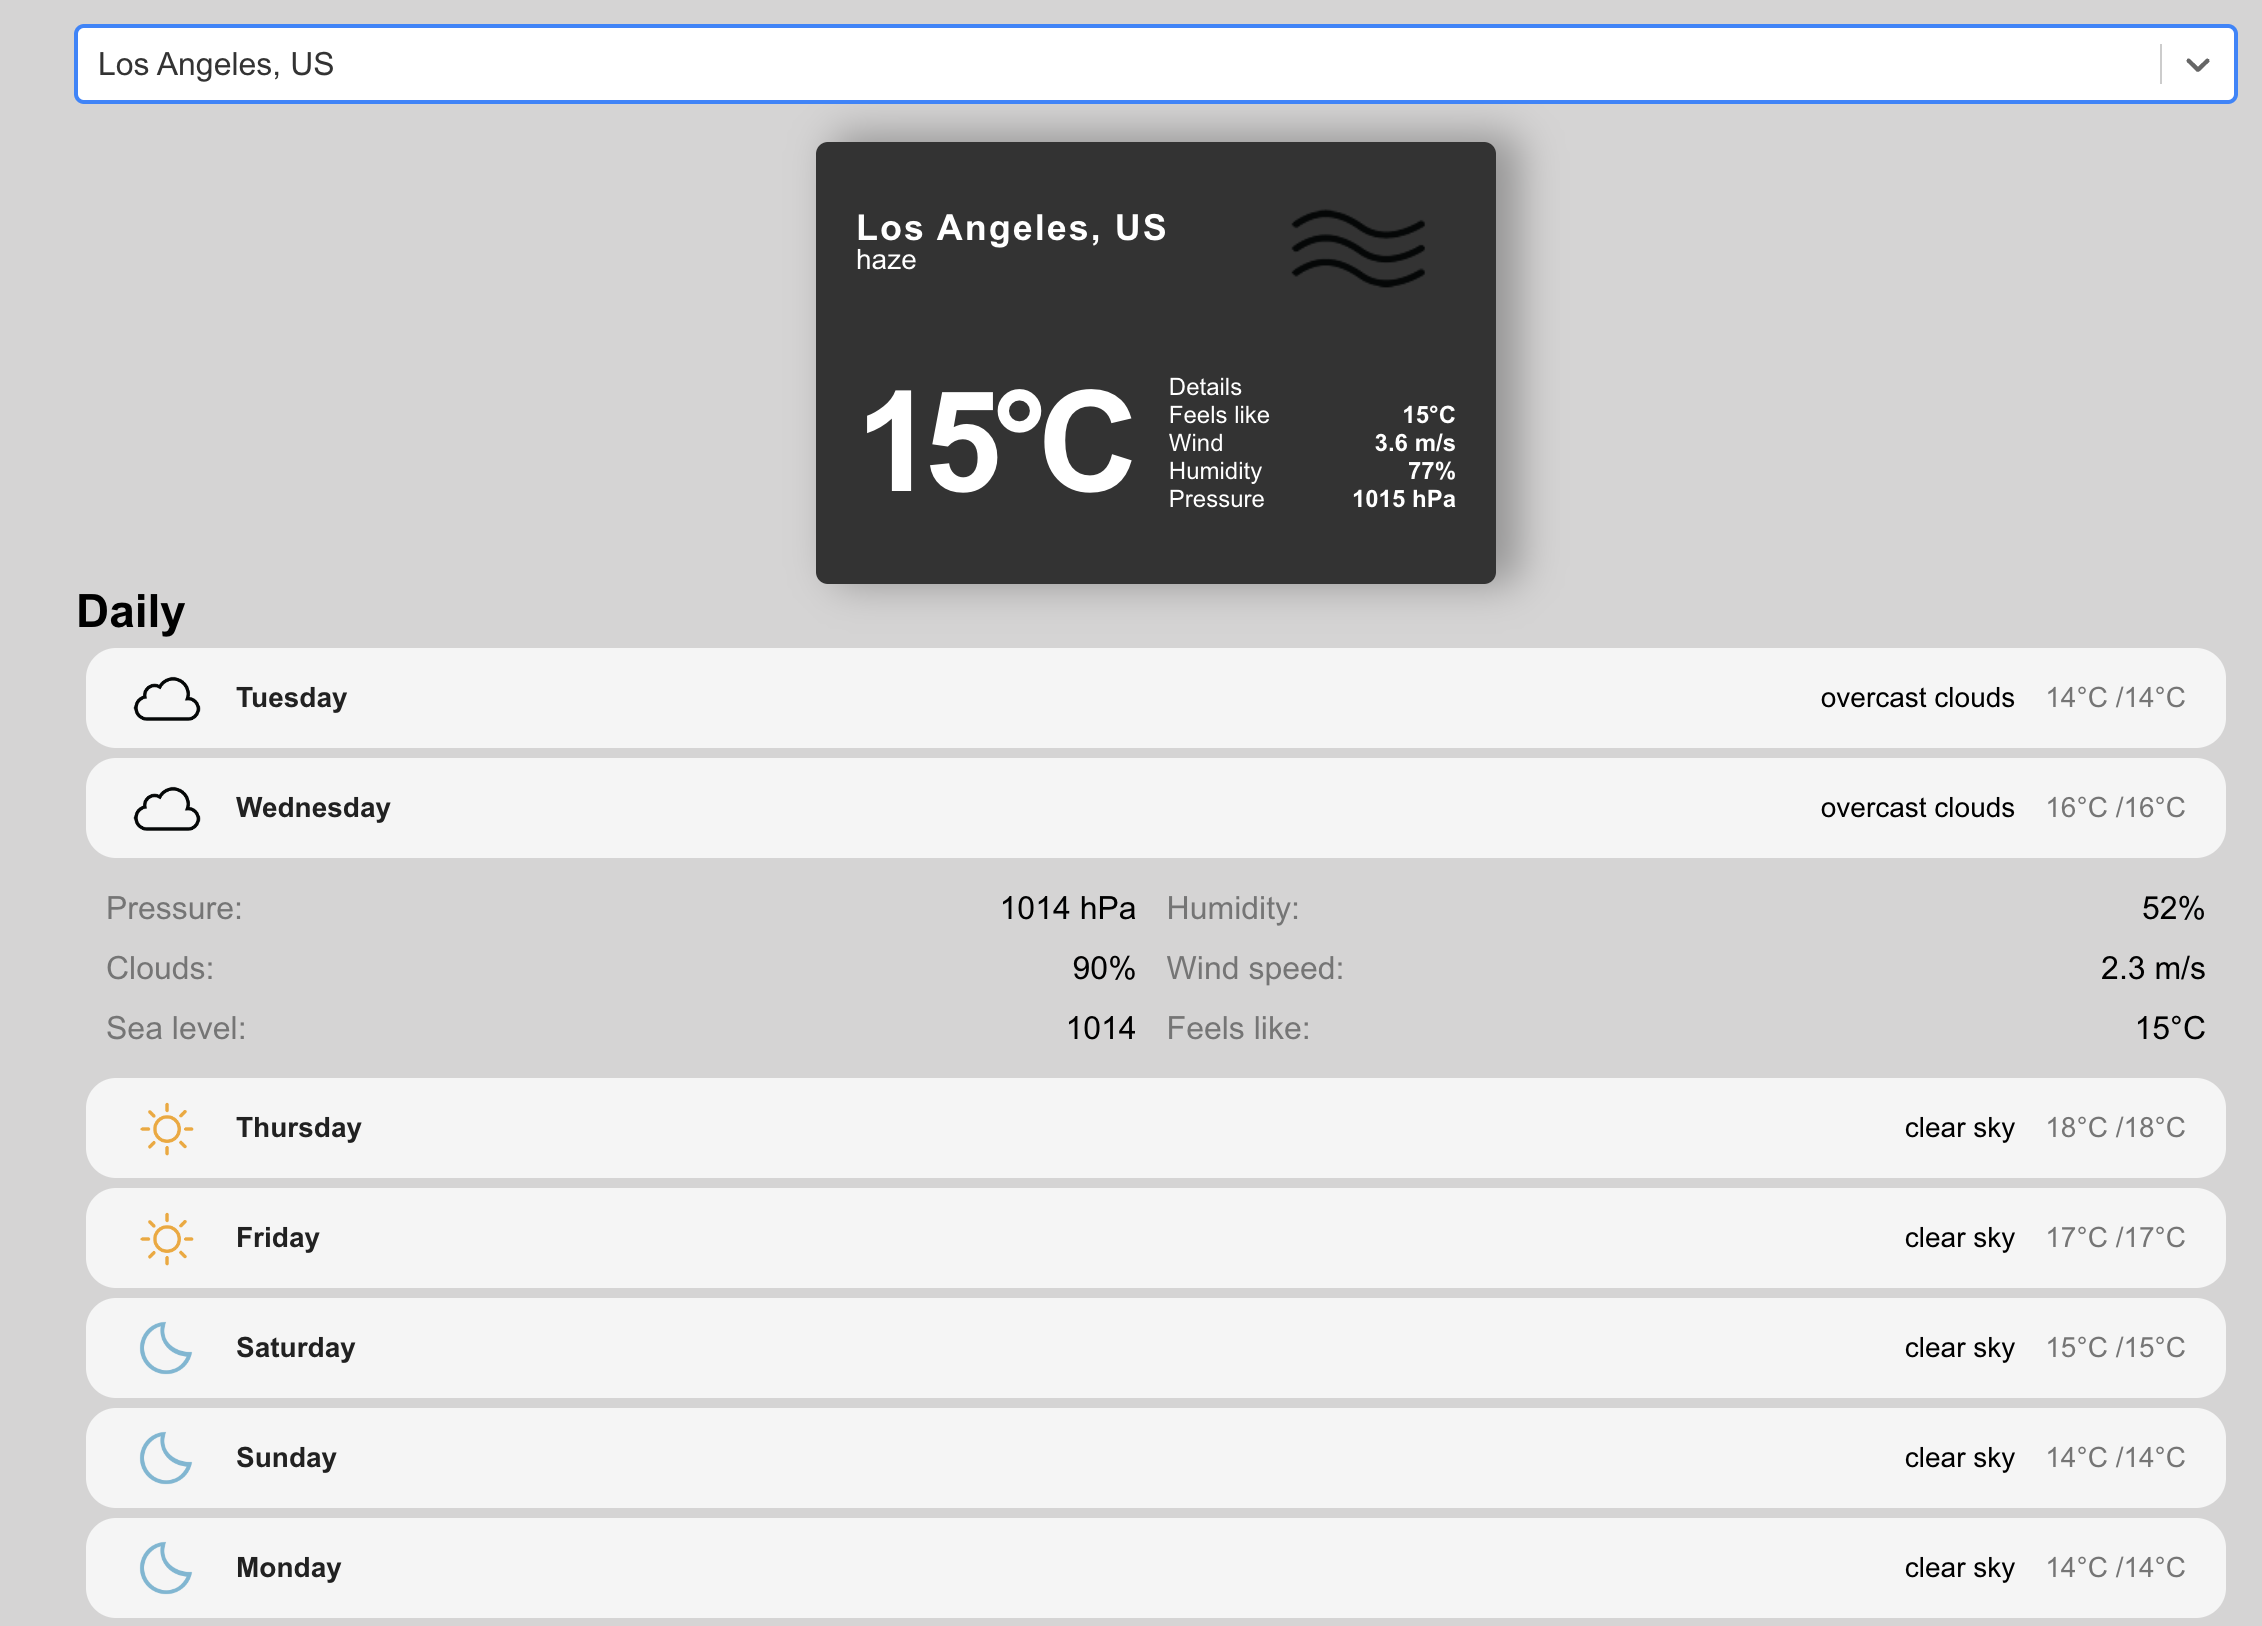 Los Angeles, US
Los Angeles, US
haze
15°C
Details
Feels like 15°C
Wind 3.6 m/s
Humidity 77%
Pressure 1015 hPa
Daily
Tuesday overcast clouds 14°C /14°C
Wednesday overcast clouds 16°C /16°C
Pressure: 1014 hPa Humidity: 52%
Clouds: 90% Wind speed: 2.3 m/s
Sea level: 1014 Feels like: 15°C
Thursday clear sky 18°C /18°C
Friday clear sky 17°C /17°C
Saturday clear sky 15°C /15°C
Sunday clear sky 14°C /14°C
Monday clear sky 14°C /14°C